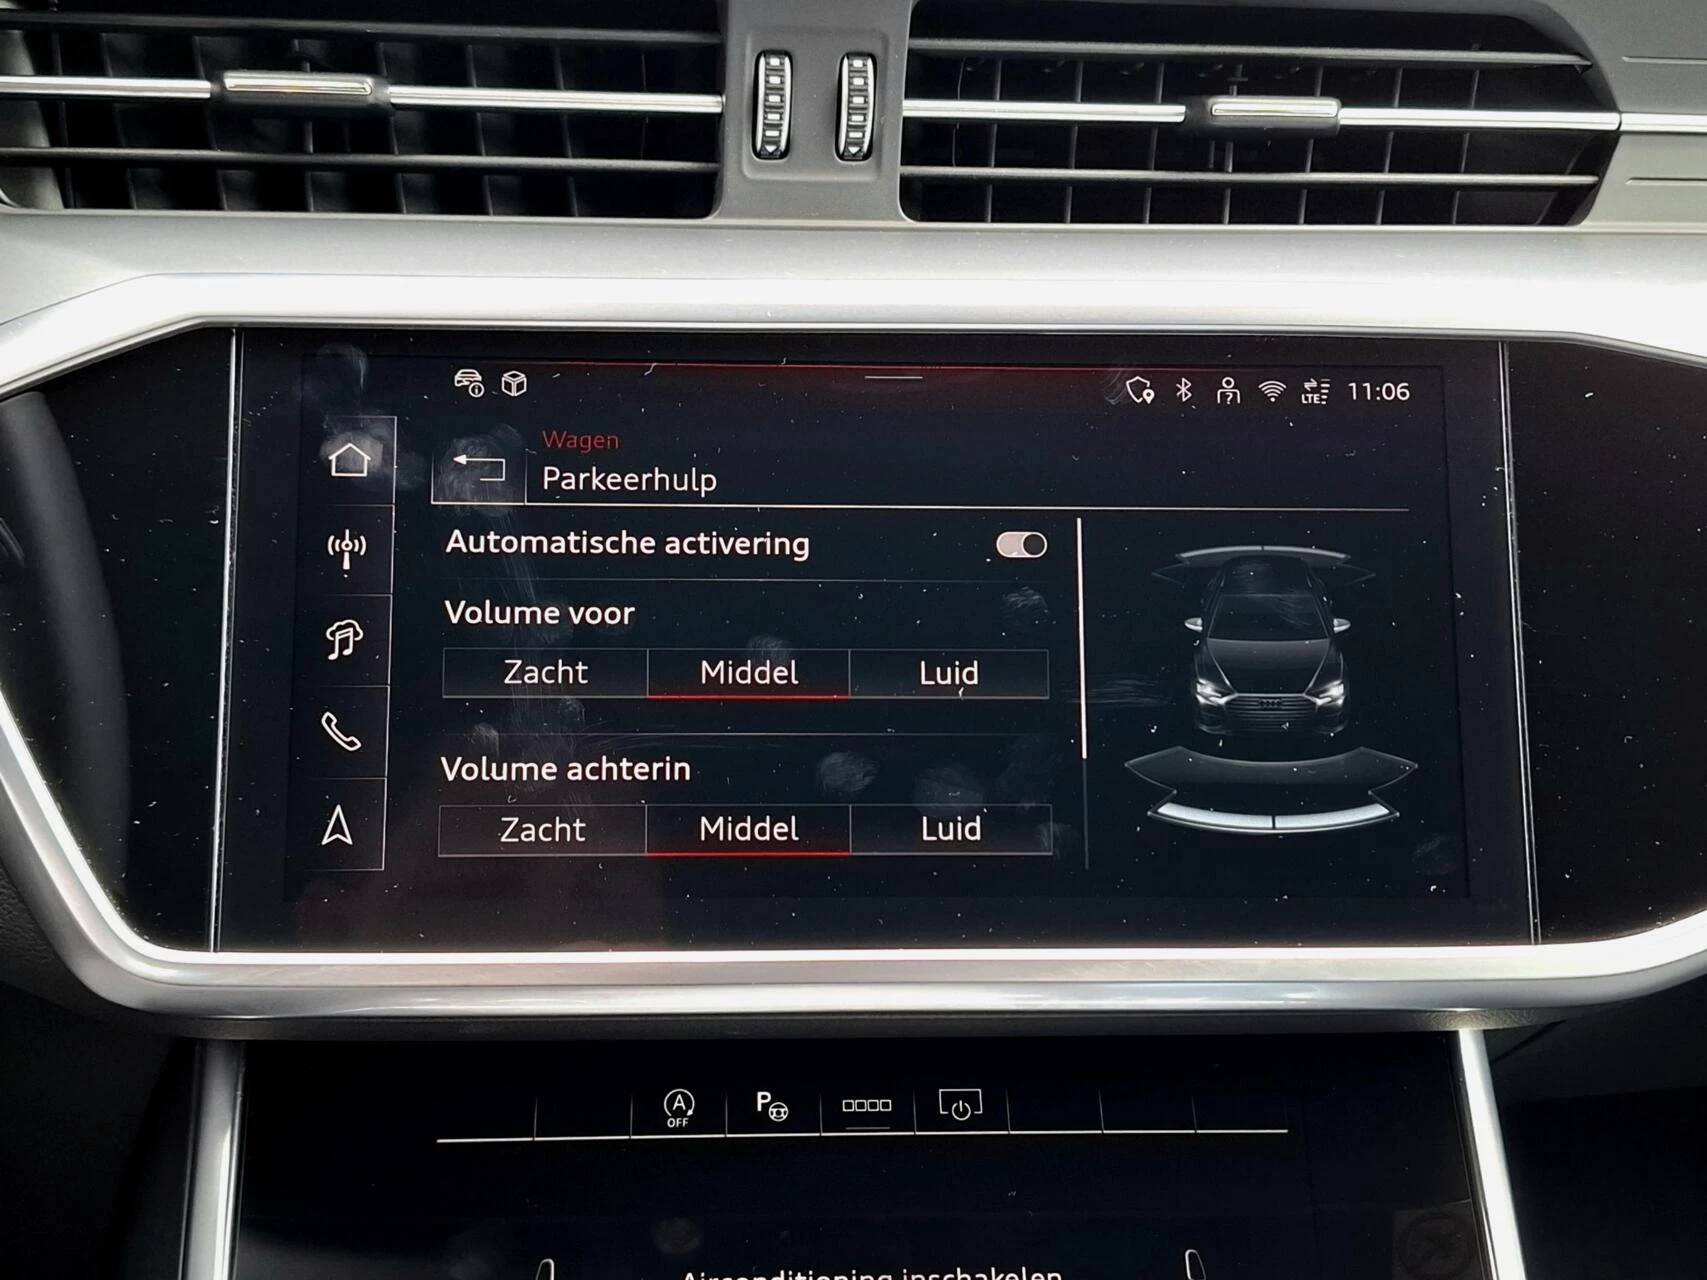 LTE 11:06
Wagen
Parkeerhulp
Automatische activering
Volume voor
Zacht Middel Luid
Volume achterin
Zacht Middel Luid
A OFF P
Airconditioning inschakelen